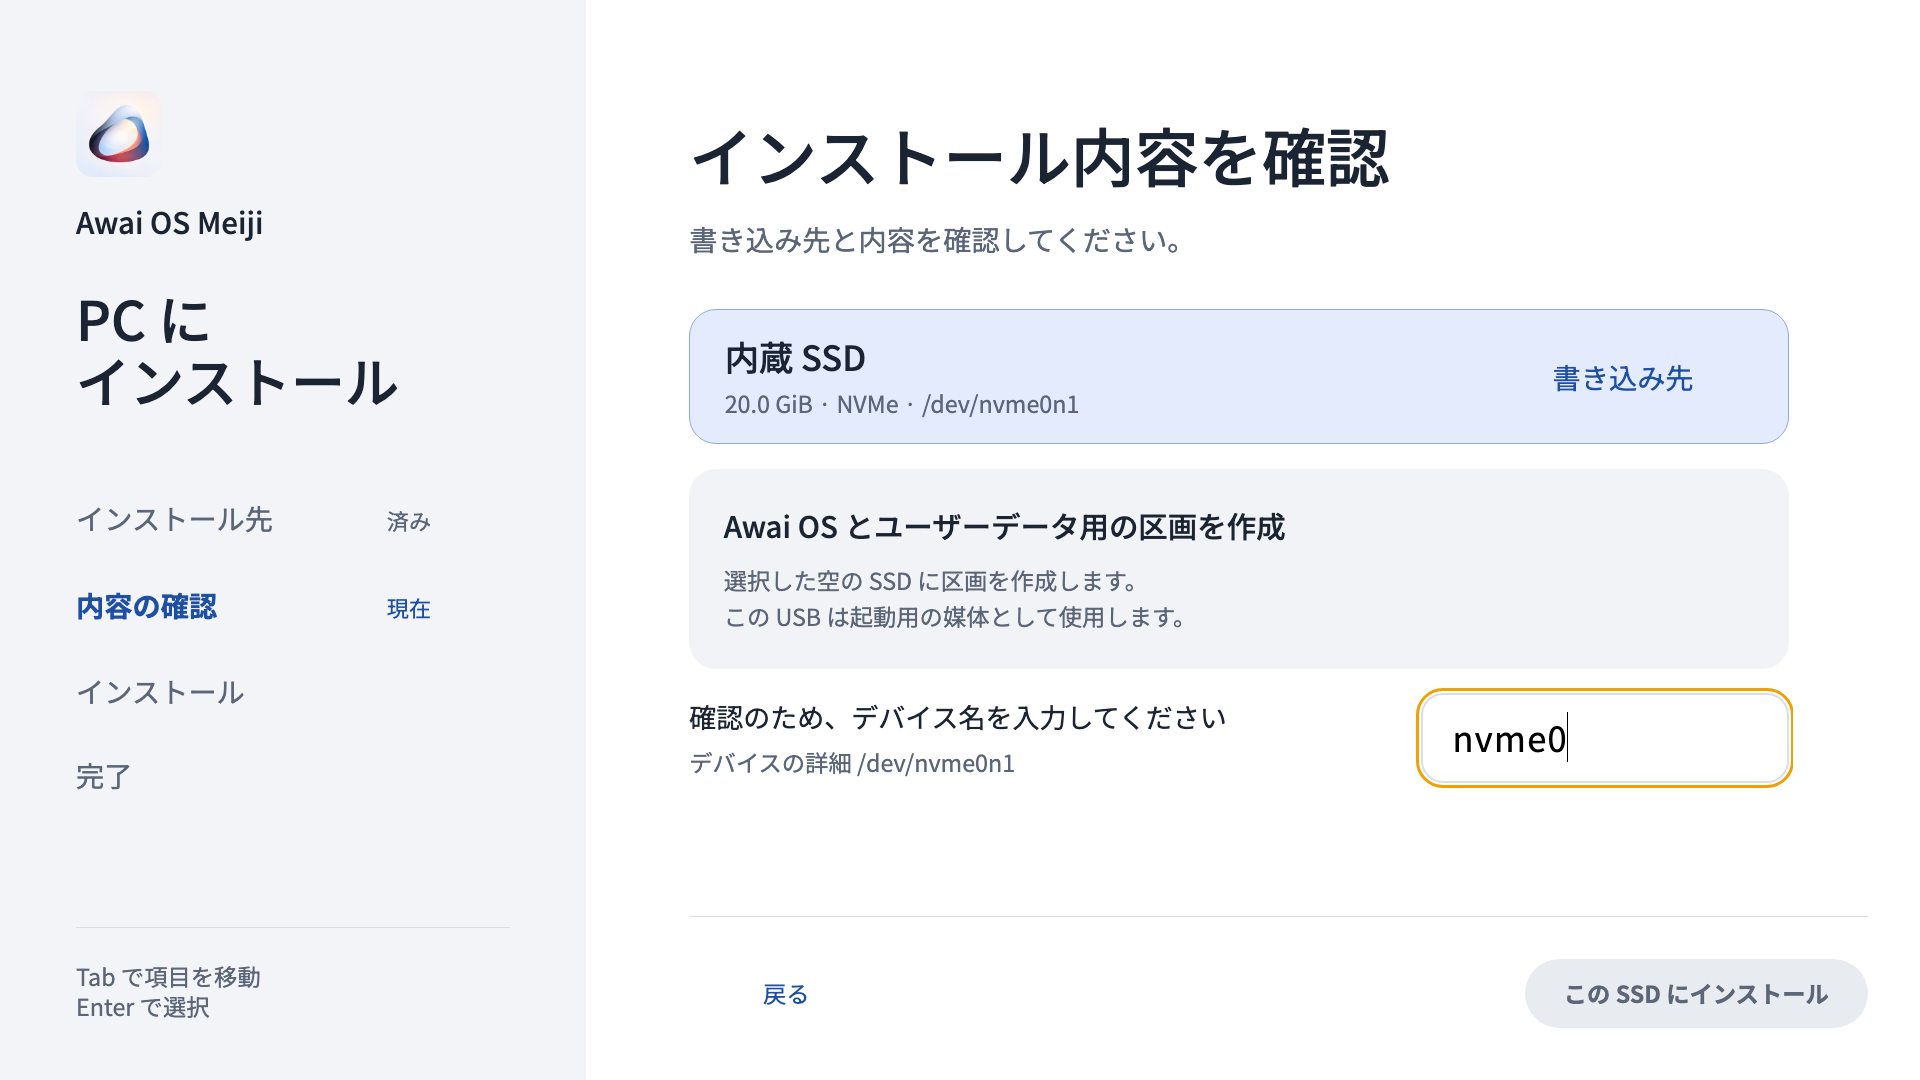 Awai OS Meiji
PC に
インストール
インストール先 済み
内容の確認 現在
インストール
完了
Tab で項目を移動
Enter で選択
インストール内容を確認
書き込み先と内容を確認してください。
内蔵 SSD
20.0 GiB · NVMe · /dev/nvme0n1
書き込み先
Awai OS とユーザーデータ用の区画を作成
選択した空の SSD に区画を作成します。
この USB は起動用の媒体として使用します。
確認のため、デバイス名を入力してください
デバイスの詳細 /dev/nvme0n1
nvme0
戻る
この SSD にインストール